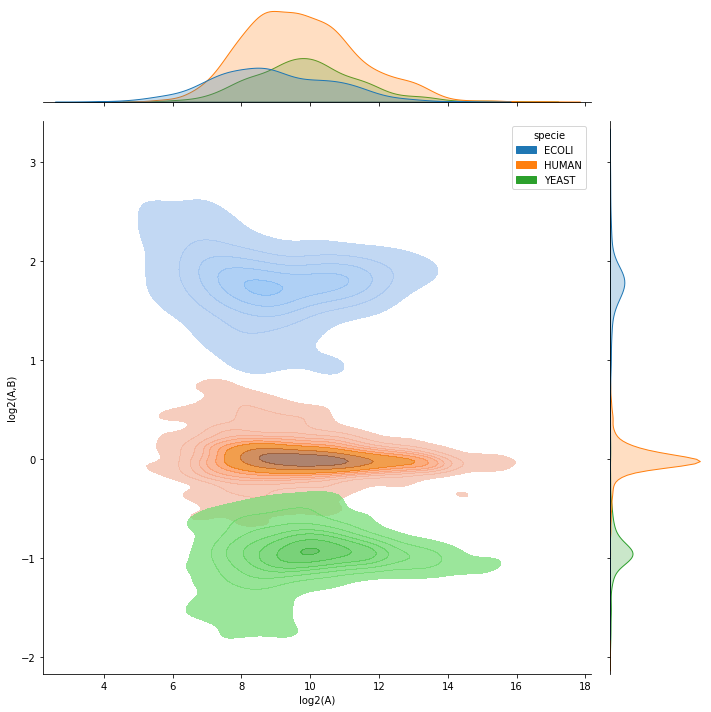 specie
ECOLI
HUMAN
YEAST
3
2
1
0
−1
−2
log2(A,B)
4 6 8 10 12 14 16 18
log2(A)